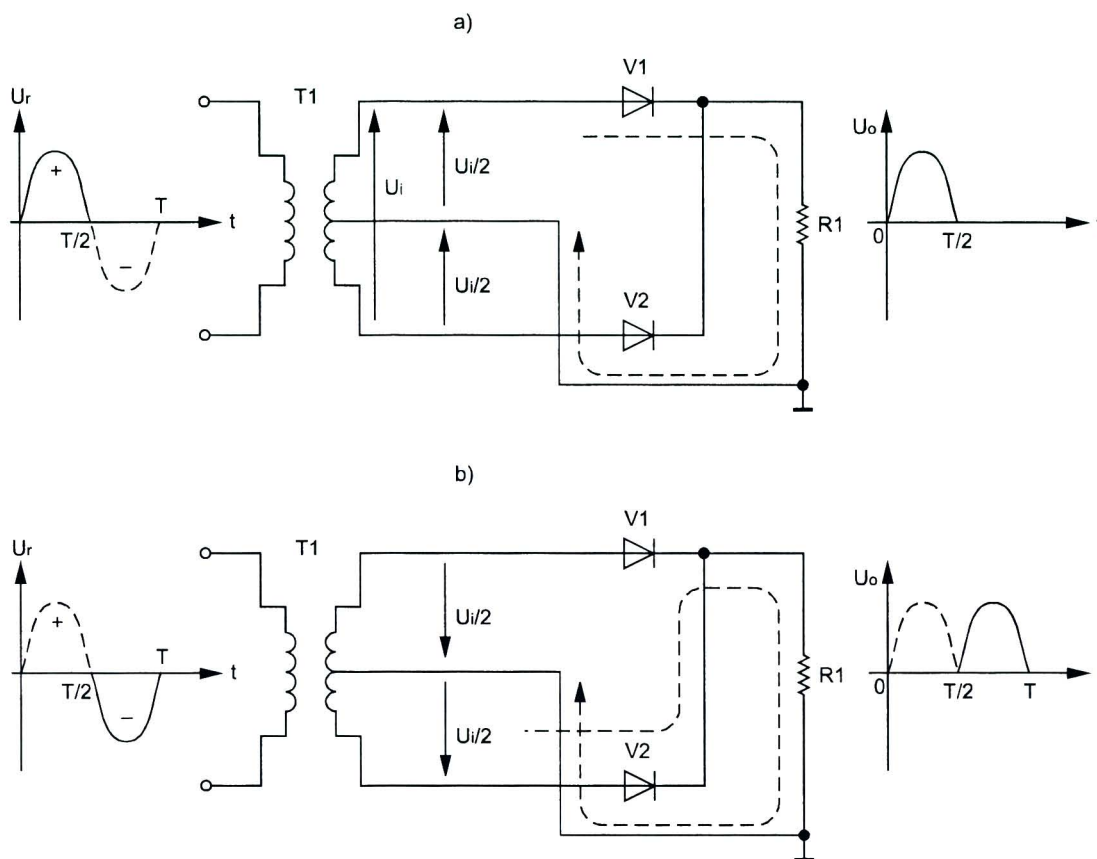 a)
V1
Ur
T1
Uo
+
Ui/2
Ui
T
t
R1
T/2
0
T/2
–
Ui/2
V2
b)
V1
Ur
T1
Uo
+
Ui/2
T
t
R1
T/2
0
T/2
T
–
Ui/2
V2